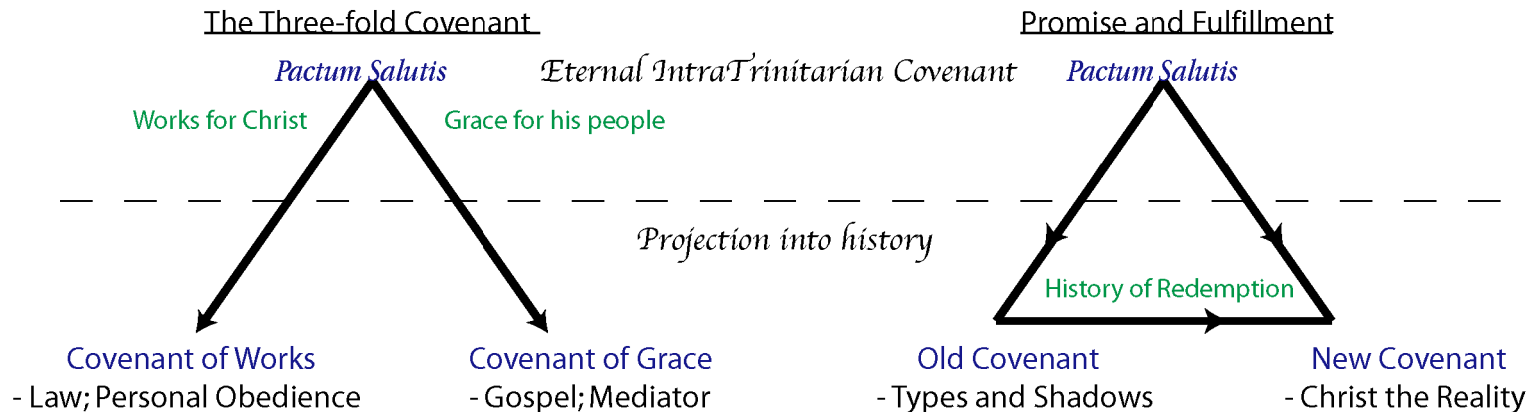 The Three-fold Covenant
Promise and Fulfillment
Pactum Salutis
Eternal IntraTrinitarian Covenant
Pactum Salutis
Works for Christ
Grace for his people
Projection into history
History of Redemption
Covenant of Works
- Law; Personal Obedience
Covenant of Grace
- Gospel; Mediator
Old Covenant
- Types and Shadows
New Covenant
- Christ the Reality